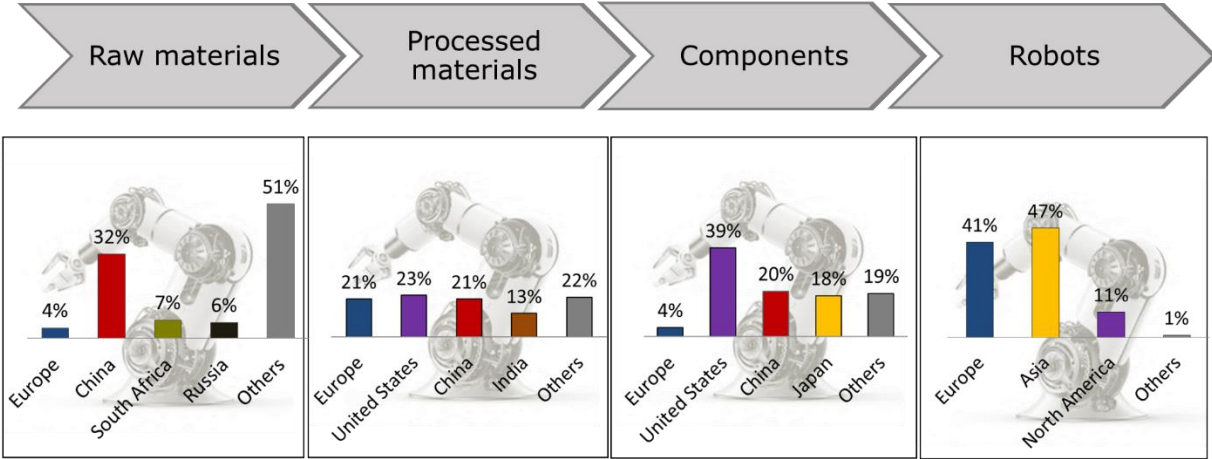 Raw materials
Processed
materials
Components
Robots
4%
32%
7%
6%
51%
Europe
China
South Africa
Russia
Others
21%
23%
21%
13%
22%
Europe
United States
China
India
Others
4%
39%
20%
18%
19%
Europe
United States
China
Japan
Others
41%
47%
11%
1%
Europe
Asia
North America
Others